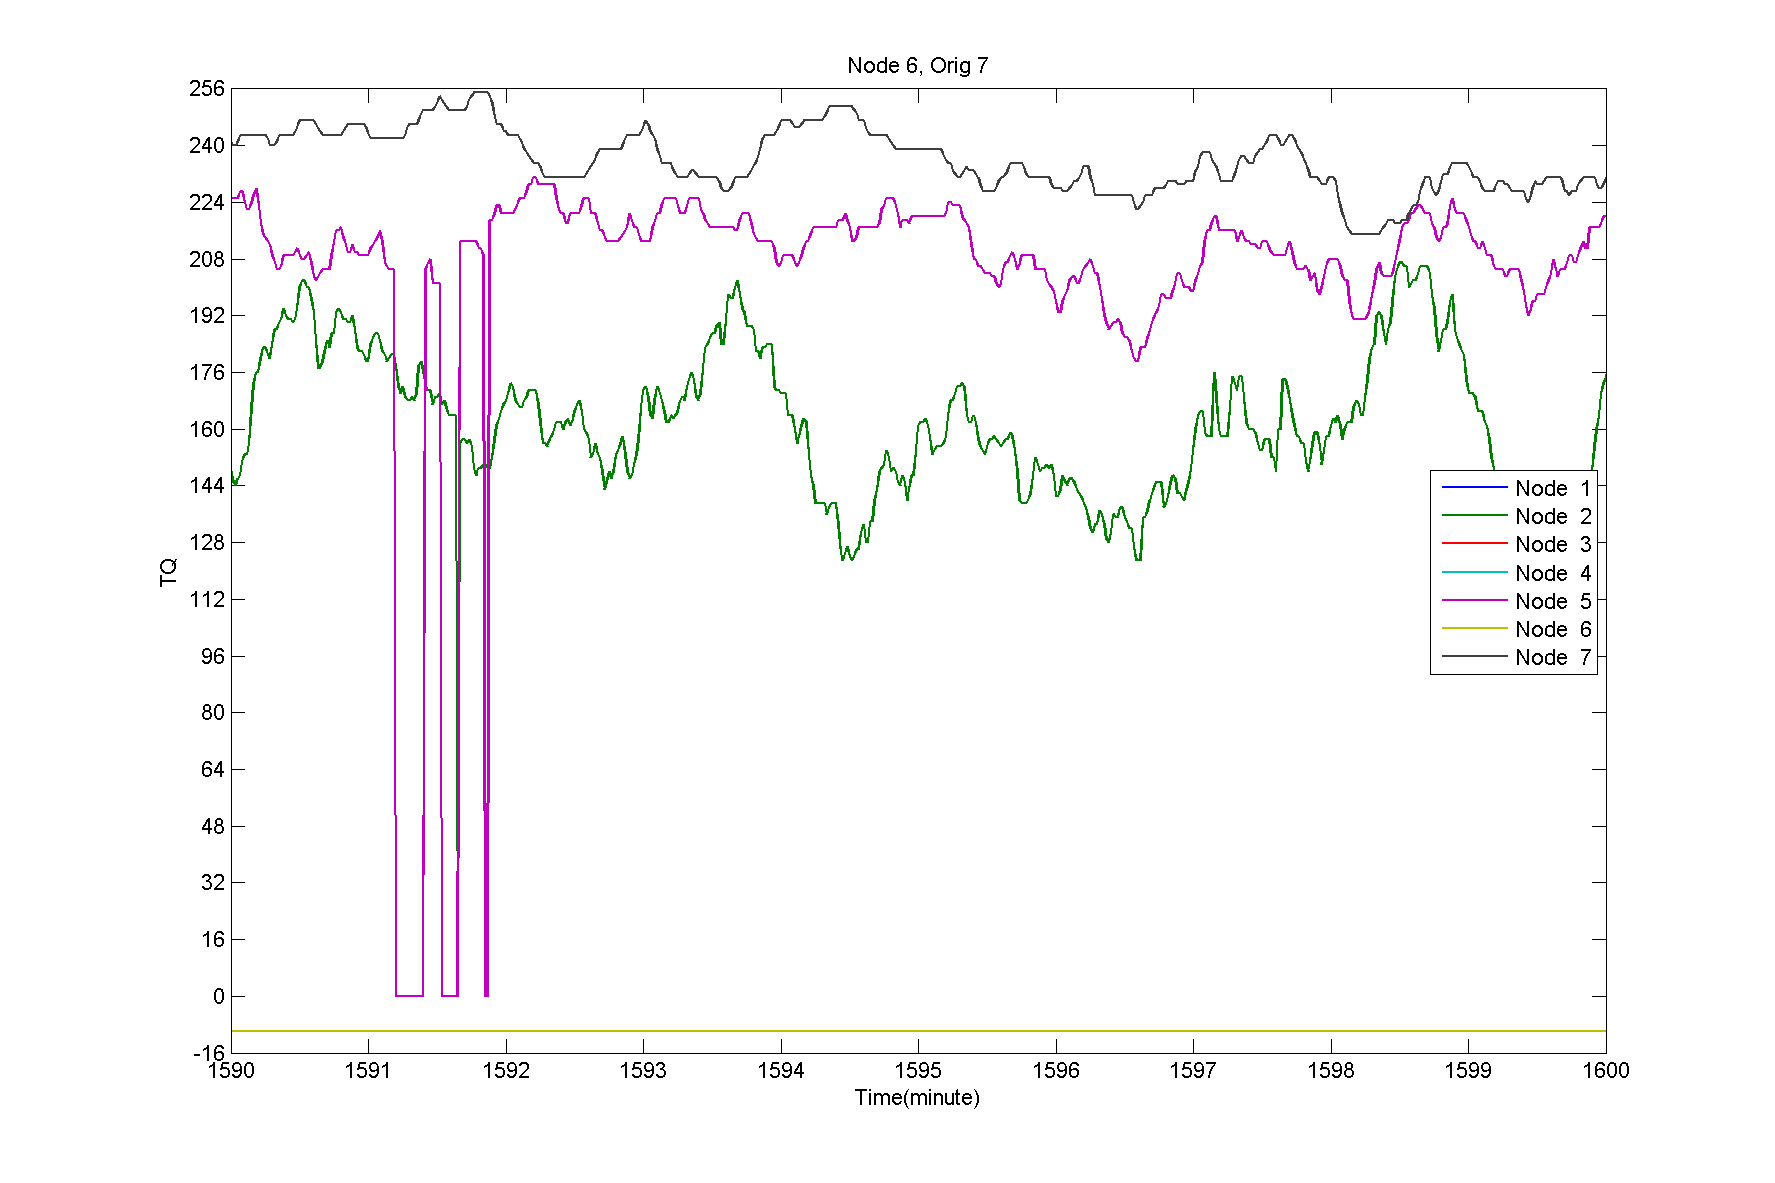 Node 6, Orig 7
256
240
224
208
192
176
160
144
128
112
96
80
64
48
32
16
0
-16
TQ
Node 1
Node 2
Node 3
Node 4
Node 5
Node 6
Node 7
1590 1591 1592 1593 1594 1595 1596 1597 1598 1599 1600
Time(minute)